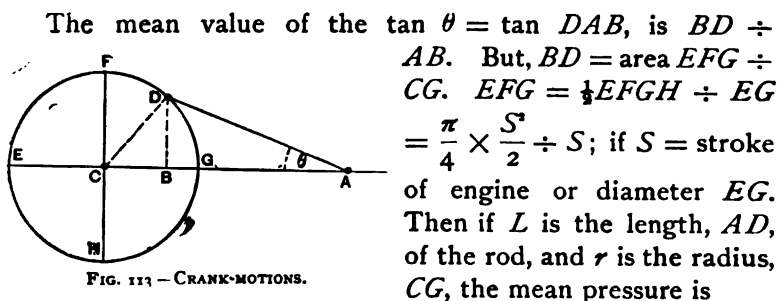 The mean value of the tan θ = tan DAB, is BD ÷
AB. But, BD = area EFG ÷
CG. EFG = ½EFGH ÷ EG
= π/4 × S²/2 ÷ S; if S = stroke
of engine or diameter EG.
Then if L is the length, AD,
of the rod, and r is the radius,
CG, the mean pressure is
F
D
E
C
B
G
θ
A
H
FIG. 113 — CRANK-MOTIONS.